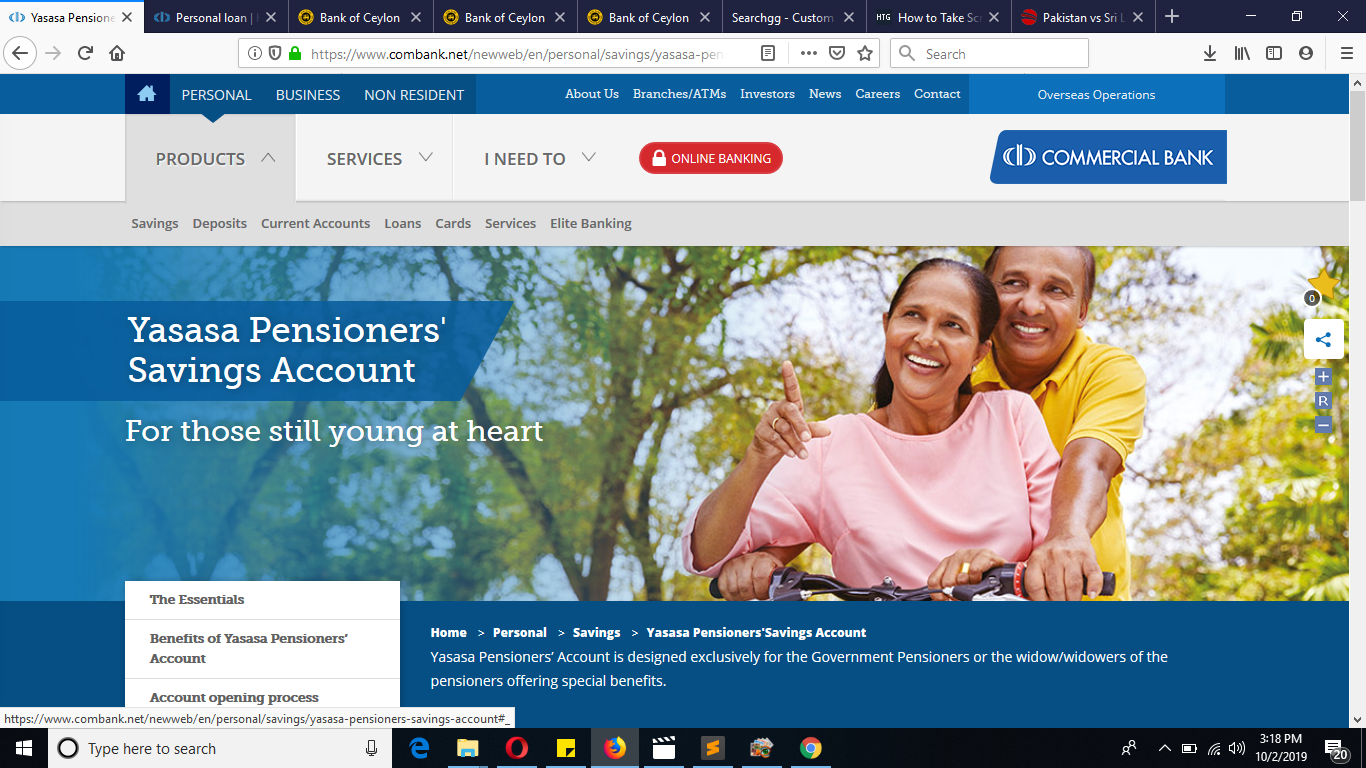 Yasasa Pensione
Personal loan |
Bank of Ceylon
Bank of Ceylon
Bank of Ceylon
Searchgg - Custom
HTG How to Take Sc
Pakistan vs Sri L
https://www.combank.net/newweb/en/personal/savings/yasasa-pen
Search
PERSONAL BUSINESS NON RESIDENT
About Us Branches/ATMs Investors News Careers Contact
Overseas Operations
PRODUCTS SERVICES I NEED TO
ONLINE BANKING
COMMERCIAL BANK
Savings Deposits Current Accounts Loans Cards Services Elite Banking
Yasasa Pensioners'
Savings Account
For those still young at heart
0
+
R
−
The Essentials
Benefits of Yasasa Pensioners’
Account
Account opening process
Home > Personal > Savings > Yasasa Pensioners'Savings Account
Yasasa Pensioners’ Account is designed exclusively for the Government Pensioners or the widow/widowers of the
pensioners offering special benefits.
https://www.combank.net/newweb/en/personal/savings/yasasa-pensioners-savings-account#_
Type here to search
3:18 PM
10/2/2019
20